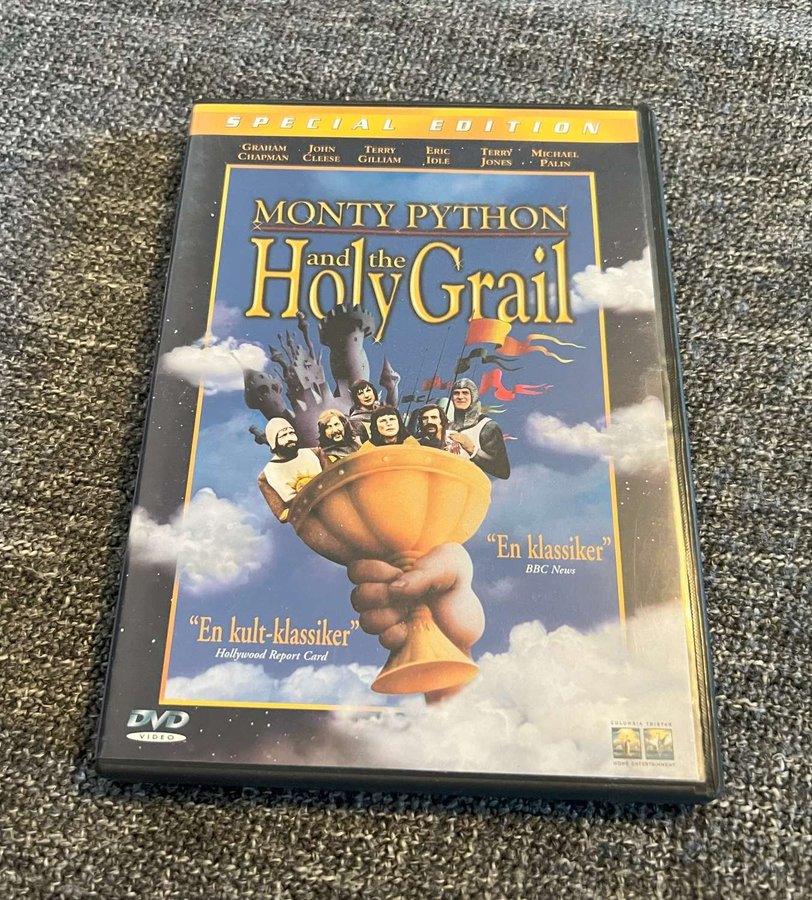 SPECIAL EDITION
GRAHAM CHAPMAN JOHN CLEESE TERRY GILLIAM ERIC IDLE TERRY JONES MICHAEL PALIN
MONTY PYTHON
and the
Holy Grail
"En klassiker"
BBC News
"En kult-klassiker"
Hollywood Report Card
DVD
VIDEO
COLUMBIA TRISTAR
HOME ENTERTAINMENT